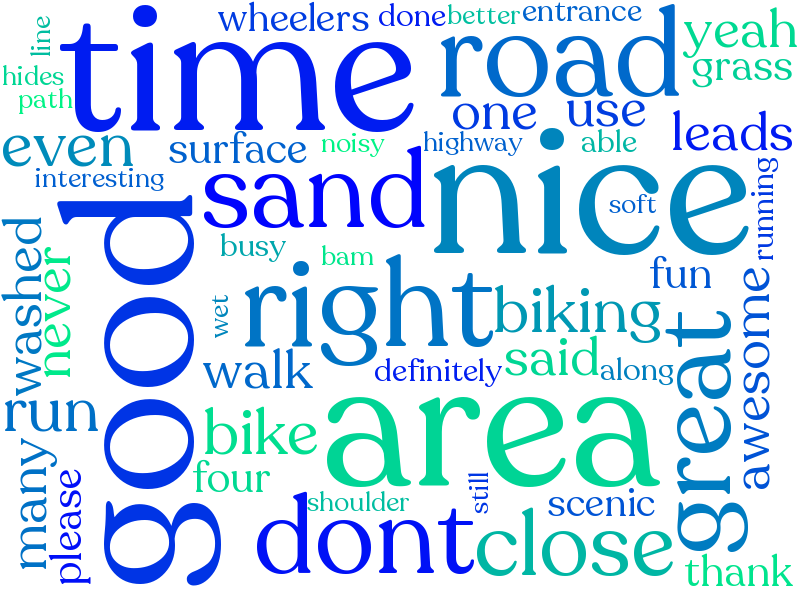 line
hides
path
time
wheelers
done
better
entrance
road
yeah
grass
even
surface
noisy
one
use
highway
able
leads
interesting
sand
nice
soft
running
good
washed
never
busy
bam
wet
right
biking
fun
walk
definitely
said
along
great
awesome
run
bike
area
many
please
four
shoulder
dont
still
close
scenic
thank